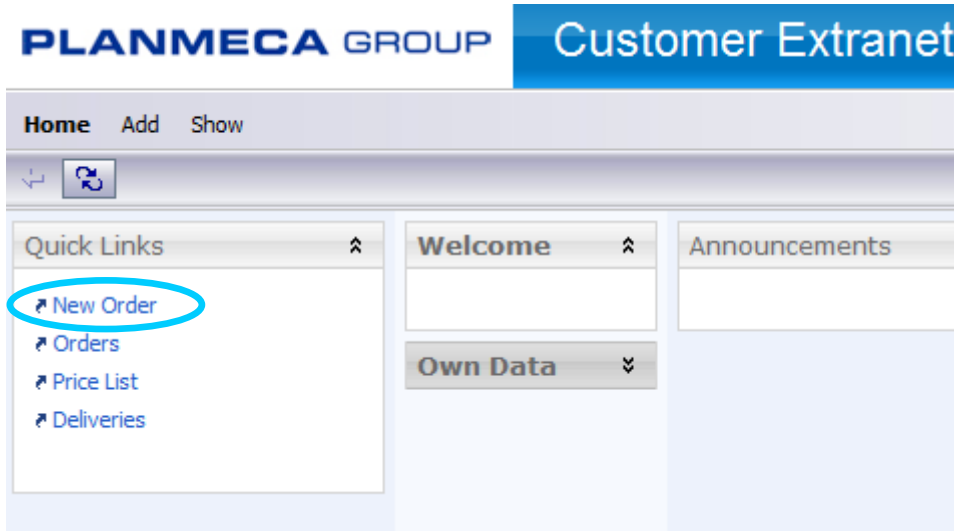 PLANMECA GROUP
Customer Extranet
Home Add Show
Quick Links
New Order
Orders
Price List
Deliveries
Welcome
Own Data
Announcements